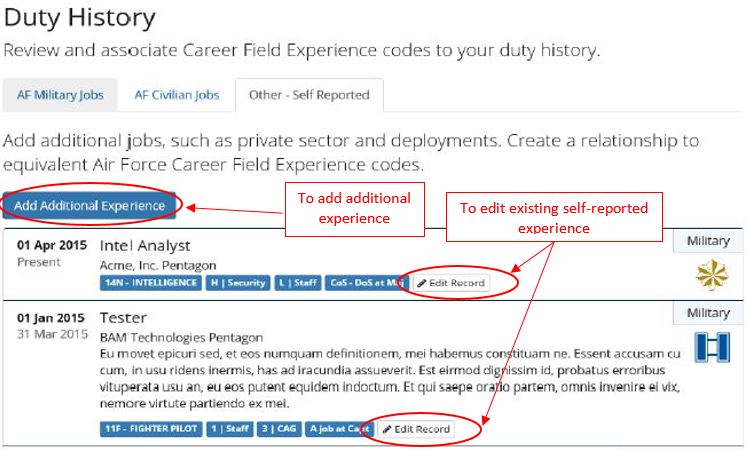 Duty History
Review and associate Career Field Experience codes to your duty history.
AF Military Jobs
AF Civilian Jobs
Other - Self Reported
Add additional jobs, such as private sector and deployments. Create a relationship to
equivalent Air Force Career Field Experience codes.
Add Additional Experience
To add additional
experience
To edit existing self-reported
experience
01 Apr 2015
Present
Intel Analyst
Acme, Inc. Pentagon
14N - INTELLIGENCE
H | Security
L | Staff
CoS - DoS at Maj
Edit Record
Military
01 Jan 2015
31 Mar 2015
Tester
BAM Technologies Pentagon
Eu movet epicuri sed, et eos numquam definitionem, mei habemus constituam ne. Essent accusam cu
cum, in usu ridens inermis, has ad iracundia assueverit. Est eirmod dignissim id, probatus erroribus
vituperata usu an, eu eos putent equidem indoctum. Et qui saepe oratio partem, omnis invenire ei vix,
nemore virtute partiendo ex mei.
11F - FIGHTER PILOT
1 | Staff
3 | CAG
A job at Capt
Edit Record
Military